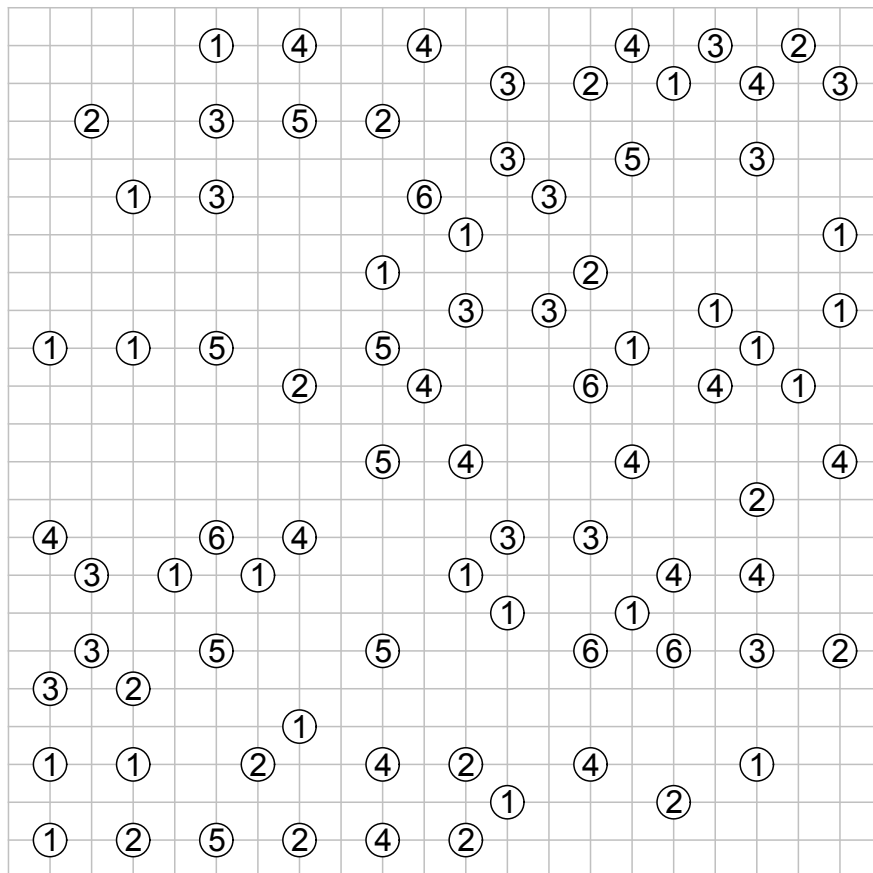 1 4 4 4 3 2
3 2 1 4 3
2 3 5 2
3 5 3
1 3 6 3
1 1
1 2
3 3 1 1
1 1 5 5 1 1
2 4 6 4 1
5 4 4 4
2
4 6 4 3 3
3 1 1 1 4 4
1 1
3 5 5 6 6 3 2
3 2
1
1 1 2 4 2 4 1
1 2
1 2 5 2 4 2